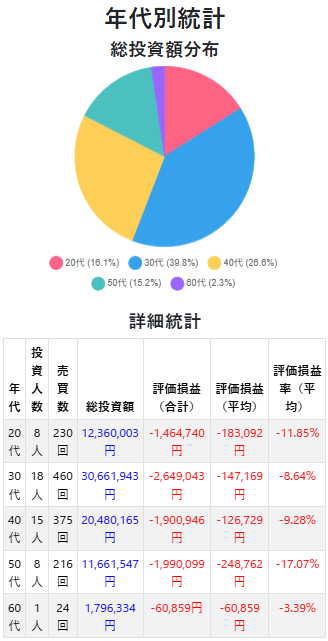 年代別統計
総投資額分布
20代 (16.1%) 30代 (39.8%) 40代 (26.6%)
50代 (15.2%) 60代 (2.3%)
詳細統計
年代 投資人数 売買数 総投資額 評価損益（合計） 評価損益（平均） 評価損益率（平均）
20代 8人 230回 12,360,003円 -1,464,740円 -183,092円 -11.85%
30代 18人 460回 30,661,943円 -2,649,043円 -147,169円 -8.64%
40代 15人 375回 20,480,165円 -1,900,946円 -126,729円 -9.28%
50代 8人 216回 11,661,547円 -1,990,099円 -248,762円 -17.07%
60代 1人 24回 1,796,334円 -60,859円 -60,859円 -3.39%